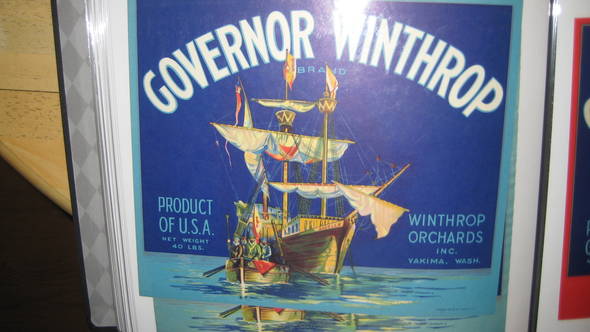 GOVERNOR WINTHROP
BRAND
W W
PRODUCT
OF U.S.A.
NET WEIGHT
40 LBS.
WINTHROP
ORCHARDS
INC.
YAKIMA, WASH.